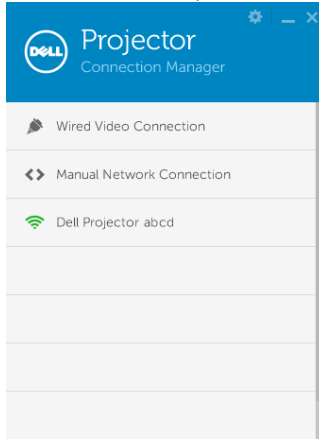 DELL
Projector
Connection Manager
Wired Video Connection
Manual Network Connection
Dell Projector abcd